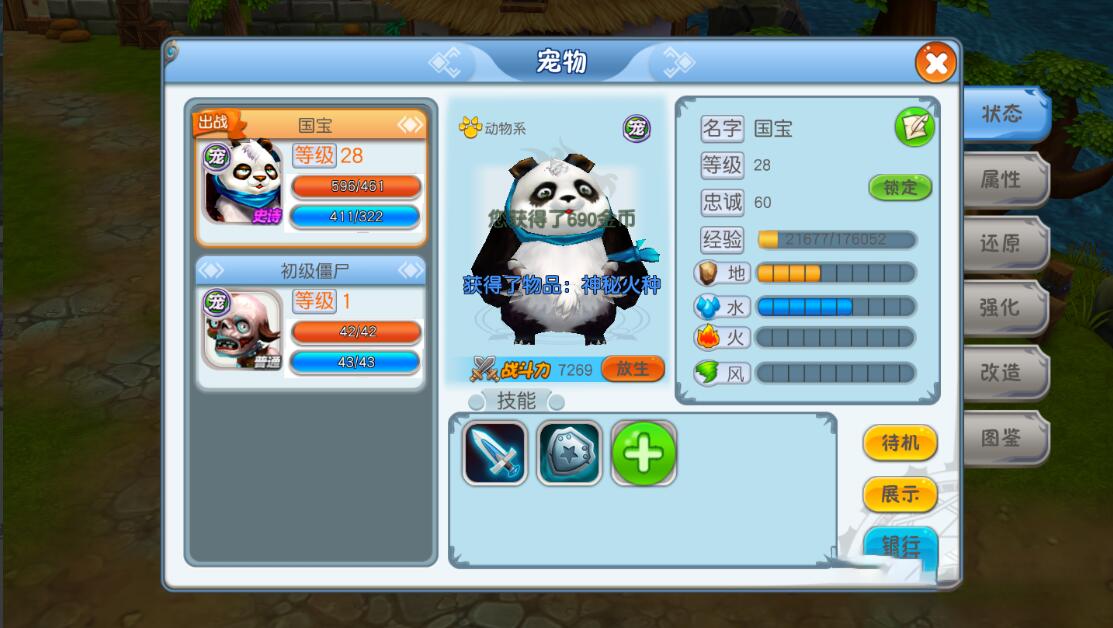 宠物
出战
国宝
宠
等级 28
596/461
411/322
史诗
初级僵尸
宠
等级 1
42/42
43/43
普通
动物系
宠
您获得了690金币
获得了物品：神秘火种
战斗力 7269
放生
名字 国宝
等级 28
锁定
忠诚 60
经验 21677/176052
地
水
火
风
技能
待机
展示
银行
状态
属性
还原
强化
改造
图鉴